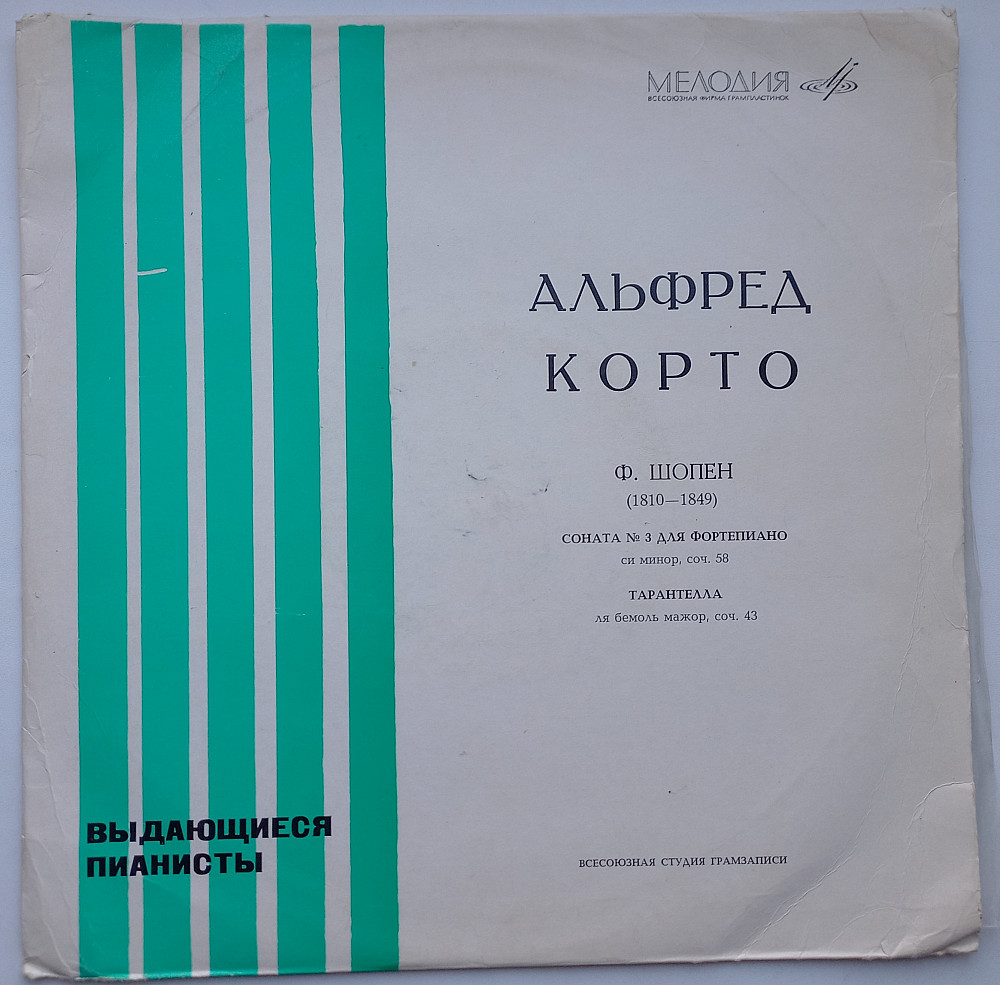 МЕЛОДИЯ
ВСЕСОЮЗНАЯ ФИРМА ГРАМПЛАСТИНОК
АЛЬФРЕД
КОРТО
Ф. ШОПЕН
(1810—1849)
СОНАТА № 3 ДЛЯ ФОРТЕПИАНО
си минор, соч. 58
ТАРАНТЕЛЛА
ля бемоль мажор, соч. 43
ВЫДАЮЩИЕСЯ
ПИАНИСТЫ
ВСЕСОЮЗНАЯ СТУДИЯ ГРАМЗАПИСИ